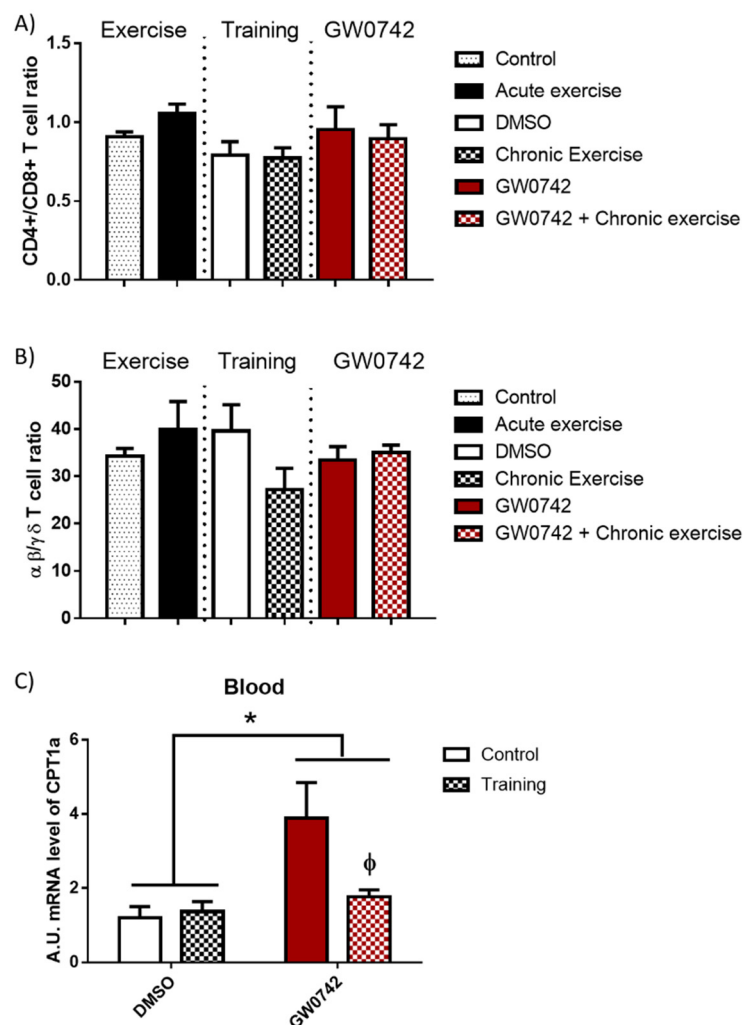 A)
Exercise Training GW0742
CD4+/CD8+ T cell ratio
1.5
1.0
0.5
0.0
Control
Acute exercise
DMSO
Chronic Exercise
GW0742
GW0742 + Chronic exercise
B)
Exercise Training GW0742
α β/γ δ T cell ratio
50
40
30
20
10
0
Control
Acute exercise
DMSO
Chronic Exercise
GW0742
GW0742 + Chronic exercise
C)
Blood
*
A.U. mRNA level of CPT1a
6
4
2
0
ϕ
Control
Training
DMSO
GW0742